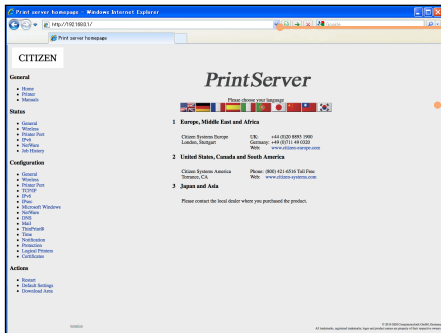 Print server homepage - Windows Internet Explorer
http://192.168.0.1/
Print server homepage
CITIZEN
PrintServer
Please choose your language
General
Home
Printer
Manuals
Status
General
Wireless
Printer Port
IPv6
NetWare
Job History
Configuration
General
Wireless
Printer Port
TCP/IP
IPv6
IPsec
Microsoft Windows
NetWare
DNS
Mail
ThinPrint®
Time
Notification
Protection
Logical Printers
Certificates
Actions
Restart
Default Settings
Download Area
1 Europe, Middle East and Africa
Citizen Systems Europe UK: +44 (0)20 8893 1900
London, Stuttgart Germany: +49 (0)711 49 0320
Web: www.citizen-europe.com
2 United States, Canada and South America
Citizen Systems America Phone: (800) 421-6516 Toll Free
Torrance, CA Web: www.citizen-systems.com
3 Japan and Asia
Please contact the local dealer where you purchased the product.